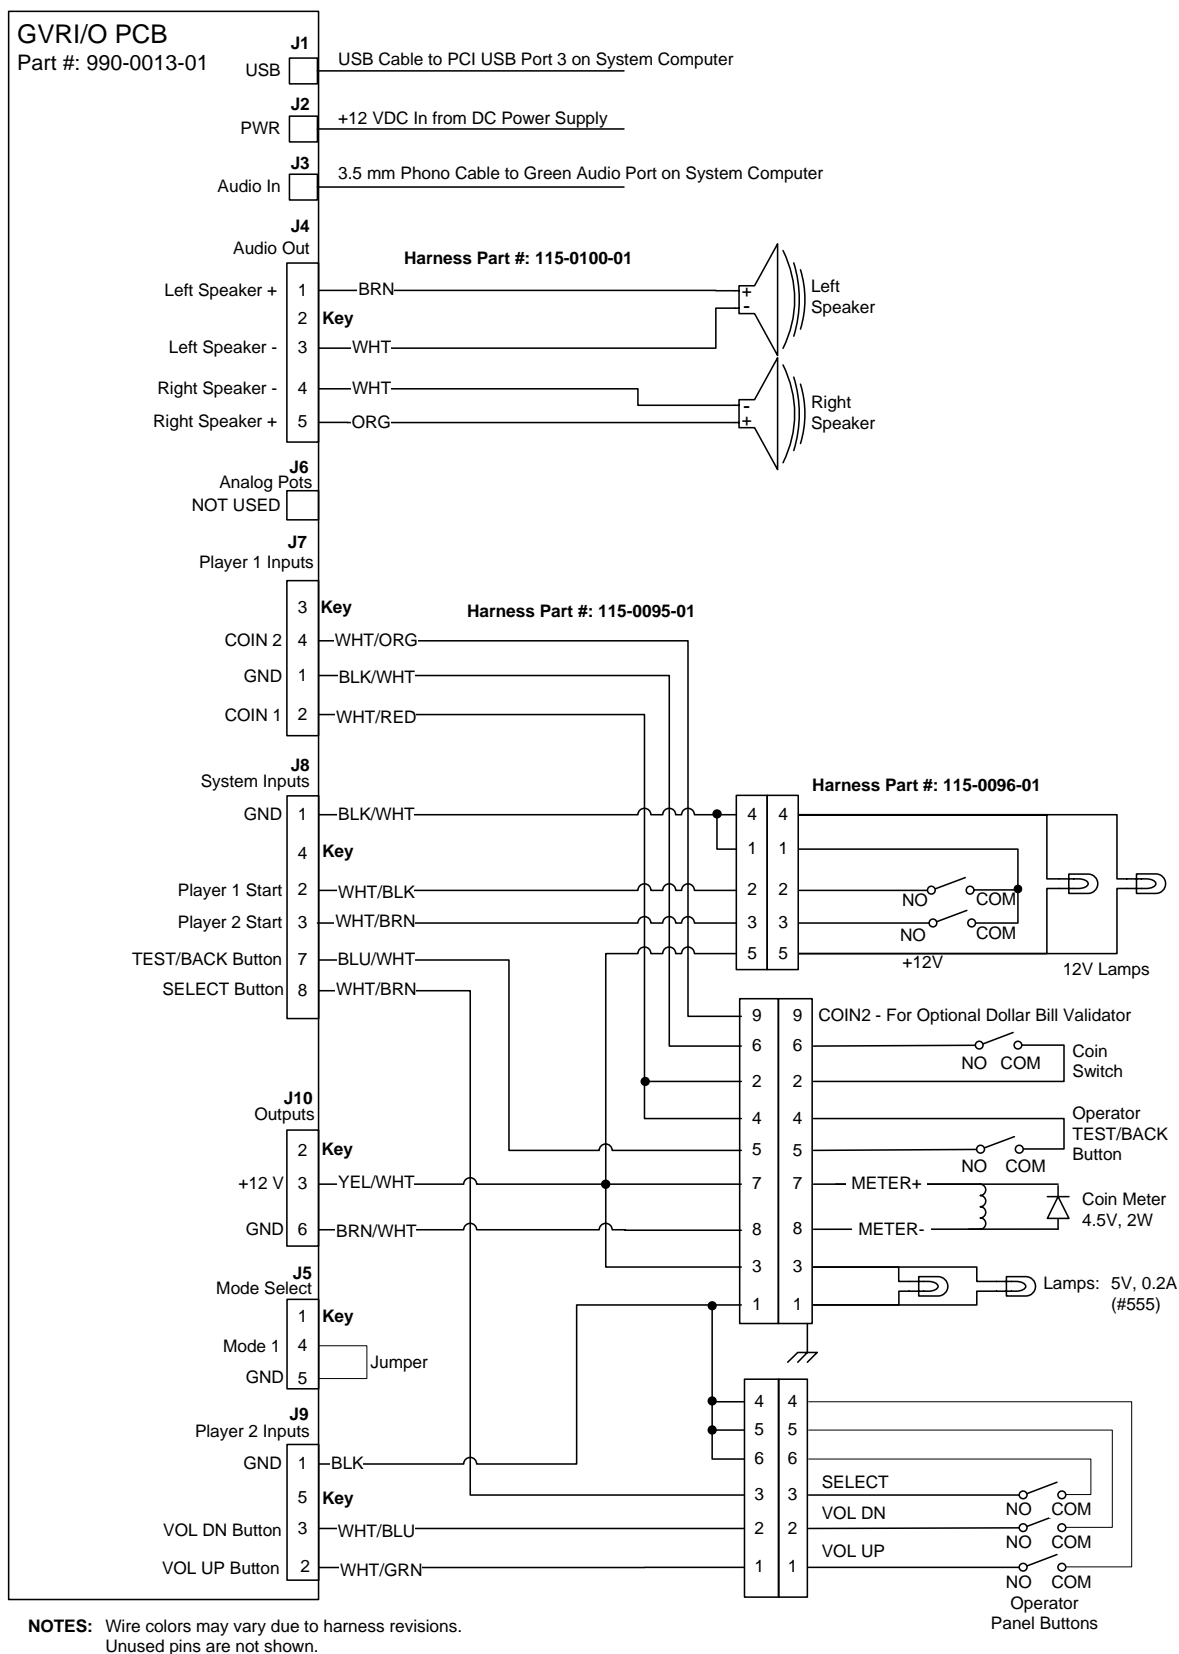 GVRI/O PCB
Part #: 990-0013-01
J1
USB
USB Cable to PCI USB Port 3 on System Computer
J2
PWR
+12 VDC In from DC Power Supply
J3
Audio In
3.5 mm Phono Cable to Green Audio Port on System Computer
J4
Audio Out
Harness Part #: 115-0100-01
Left Speaker + 1 BRN
2 Key
Left Speaker - 3 WHT
Right Speaker - 4 WHT
Right Speaker + 5 ORG
+
-
Left
Speaker
-
+
Right
Speaker
J6
Analog Pots
NOT USED
J7
Player 1 Inputs
3 Key
Harness Part #: 115-0095-01
COIN 2 4 WHT/ORG
GND 1 BLK/WHT
COIN 1 2 WHT/RED
J8
System Inputs
Harness Part #: 115-0096-01
GND 1 BLK/WHT 4 4
1 1
4 Key
Player 1 Start 2 WHT/BLK 2 2 NO COM
Player 2 Start 3 WHT/BRN 3 3 NO COM
5 5 +12V
12V Lamps
TEST/BACK Button 7 BLU/WHT
SELECT Button 8 WHT/BRN
9 9 COIN2 - For Optional Dollar Bill Validator
6 6 NO COM
Coin
Switch
2 2
J10
Outputs
4 4
Operator
TEST/BACK
Button
2 Key
5 5 NO COM
+12 V 3 YEL/WHT 7 7 METER+
Coin Meter
4.5V, 2W
GND 6 BRN/WHT 8 8 METER-
3 3
Lamps: 5V, 0.2A
(#555)
1 1
J5
Mode Select
1 Key
Mode 1 4
Jumper
GND 5
4 4
5 5
6 6
J9
Player 2 Inputs
GND 1 BLK
5 Key
3 3 SELECT NO COM
VOL DN Button 3 WHT/BLU 2 2 VOL DN NO COM
VOL UP Button 2 WHT/GRN 1 1 VOL UP NO COM
Operator
Panel Buttons
NOTES: Wire colors may vary due to harness revisions.
Unused pins are not shown.